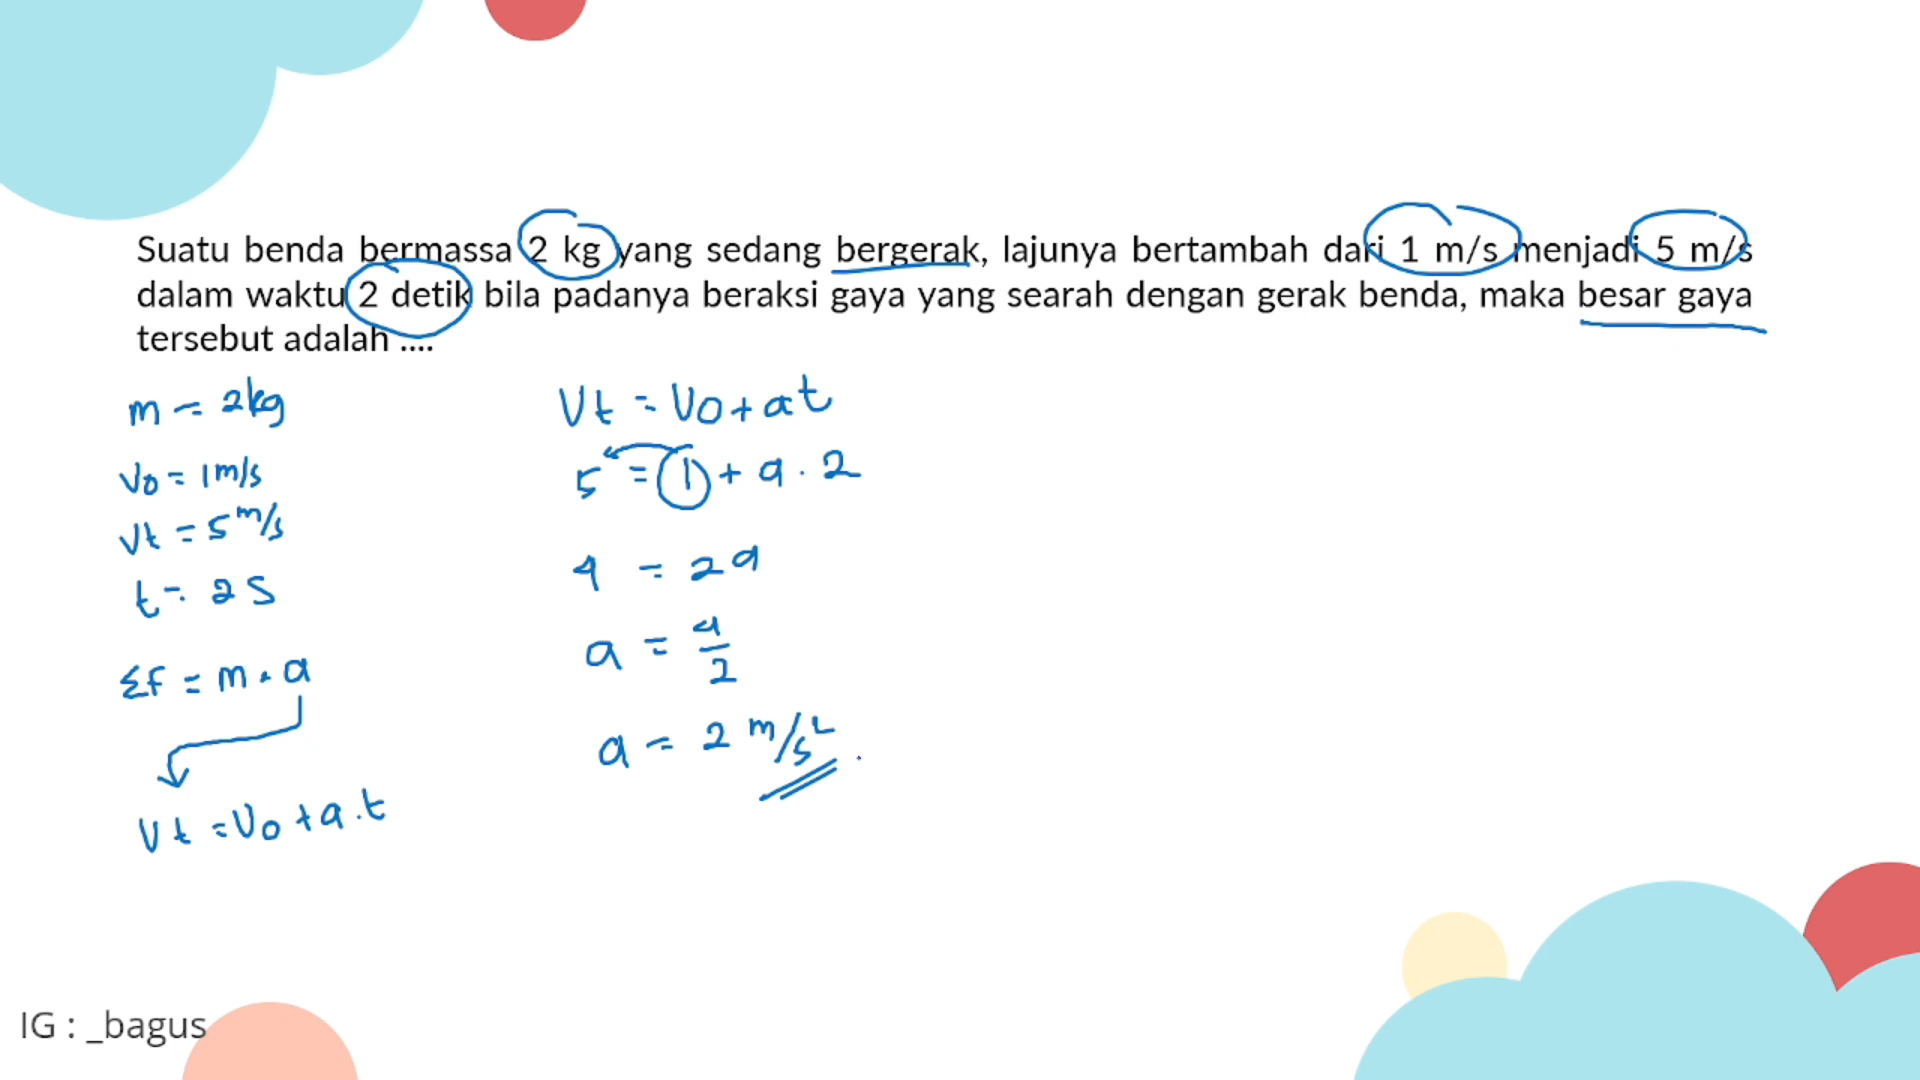 Suatu benda bermassa 2 kg yang sedang bergerak, lajunya bertambah dari 1 m/s menjadi 5 m/s
dalam waktu 2 detik bila padanya beraksi gaya yang searah dengan gerak benda, maka besar gaya
tersebut adalah ....
m = 2kg
Vo = 1m/s
Vt = 5 m/s
t = 2 s
ΣF = m . a
Vt = Vo + a . t
Vt = Vo + at
5 = 1 + a . 2
4 = 2a
a = 4/2
a = 2 m/s²
IG : _bagus